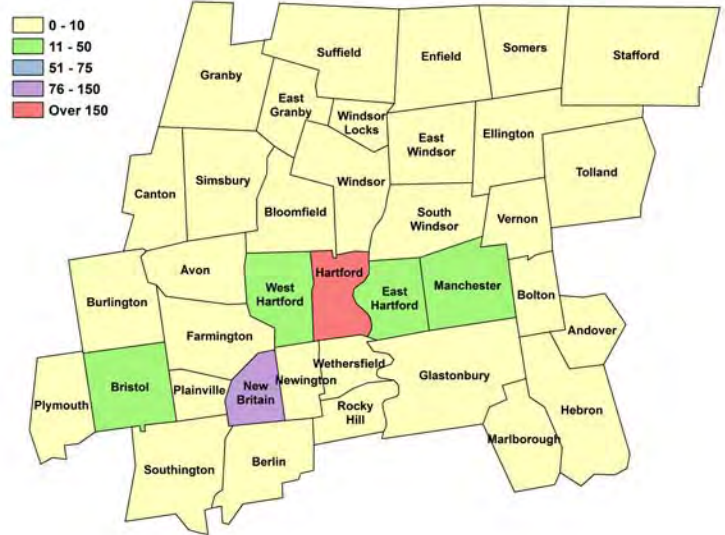 0 - 10
11 - 50
51 - 75
76 - 150
Over 150
Granby
Suffield
Enfield
Somers
Stafford
East
Granby
Windsor
Locks
East
Windsor
Ellington
Tolland
Canton
Simsbury
Windsor
Bloomfield
South
Windsor
Vernon
Avon
Burlington
West
Hartford
Hartford
East
Hartford
Manchester
Bolton
Andover
Farmington
Wethersfield
Glastonbury
Plymouth
Bristol
Plainville
New
Britain
Newington
Rocky
Hill
Hebron
Marlborough
Southington
Berlin